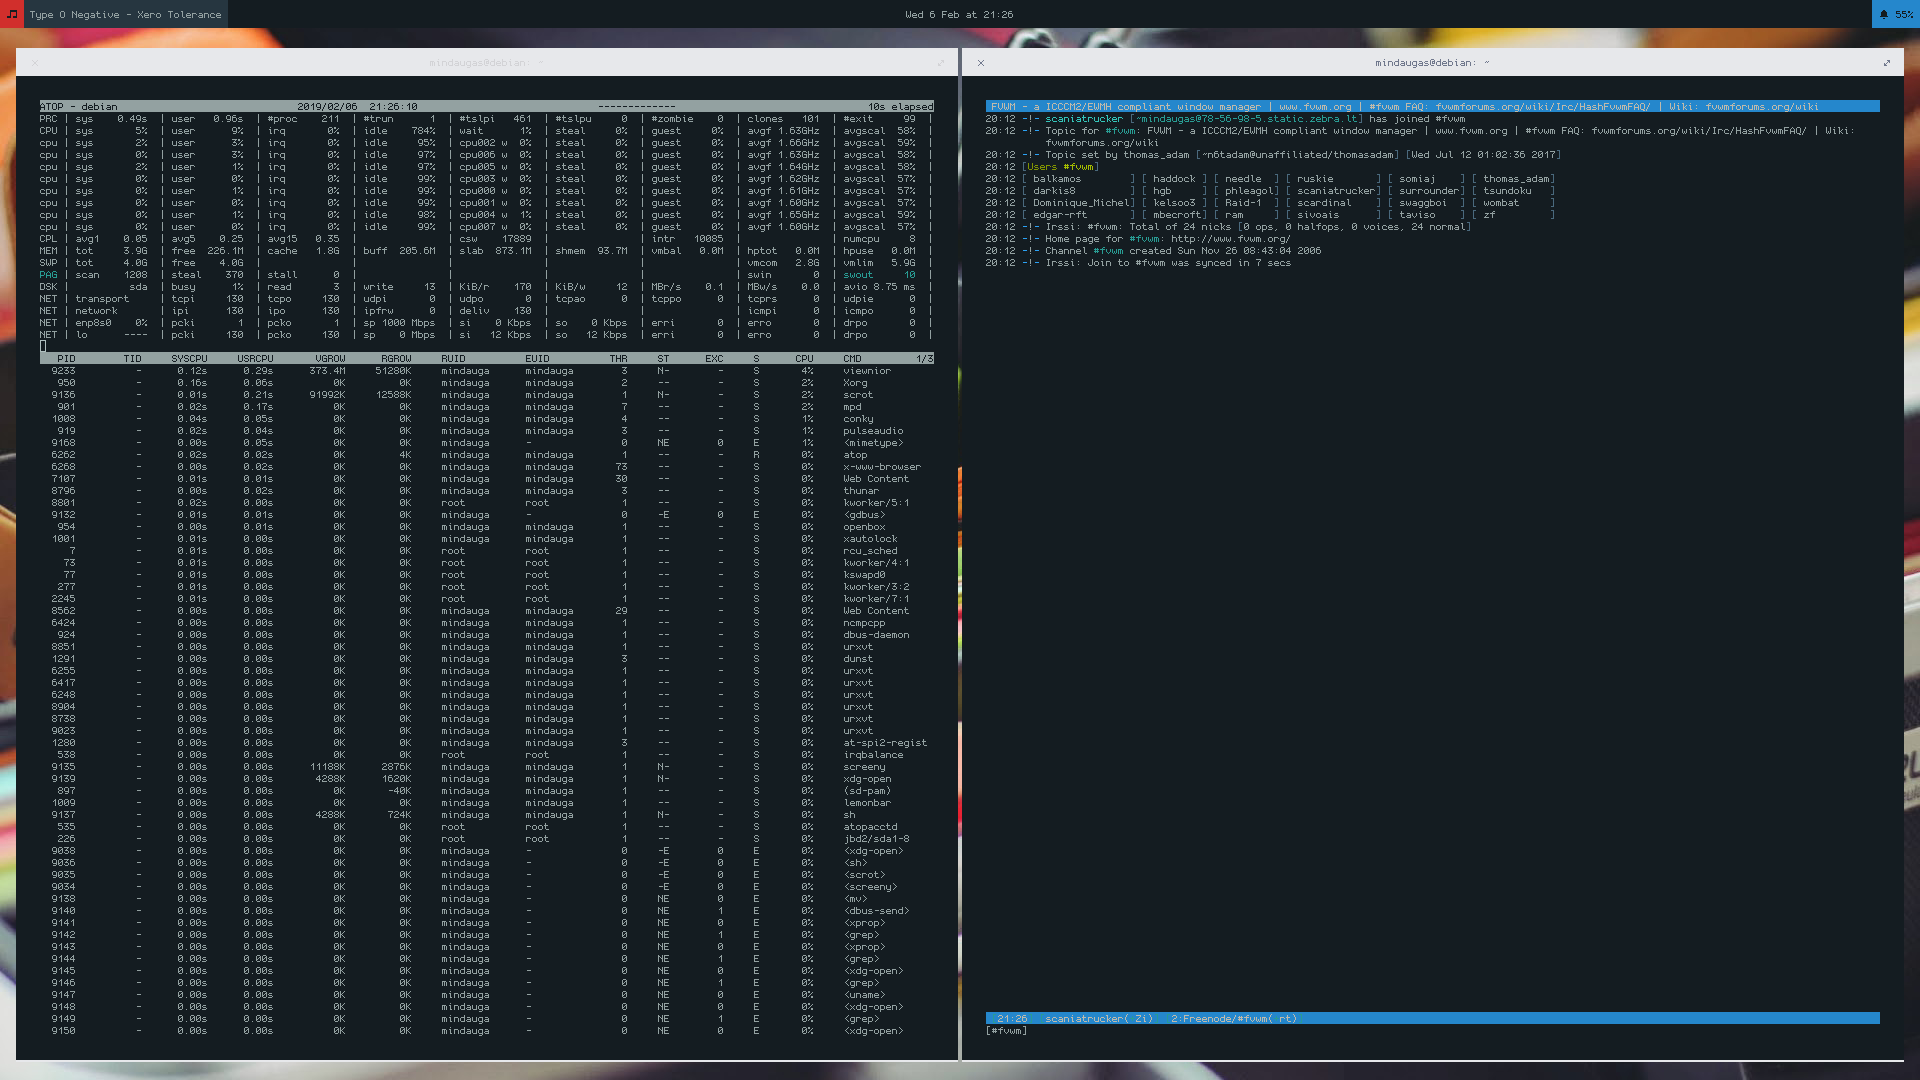 Type O Negative - Xero Tolerance
Wed 6 Feb at 21:26
55%
mindaugas@debian: ~
ATOP - debian 2019/02/06 21:26:10 ------------- 10s elapsed
PRC | sys 0.49s | user 0.96s | #proc 211 | #trun 1 | #tslpi 461 | #tslpu 0 | #zombie 0 | clones 101 | #exit 99 |
CPU | sys 5% | user 9% | irq 0% | idle 784% | wait 1% | steal 0% | guest 0% | avgf 1.63GHz | avgscal 58% |
cpu | sys 2% | user 3% | irq 0% | idle 95% | cpu002 w 0% | steal 0% | guest 0% | avgf 1.66GHz | avgscal 59% |
cpu | sys 0% | user 3% | irq 0% | idle 97% | cpu006 w 0% | steal 0% | guest 0% | avgf 1.63GHz | avgscal 58% |
cpu | sys 2% | user 1% | irq 0% | idle 97% | cpu005 w 0% | steal 0% | guest 0% | avgf 1.64GHz | avgscal 58% |
cpu | sys 0% | user 0% | irq 0% | idle 99% | cpu003 w 0% | steal 0% | guest 0% | avgf 1.62GHz | avgscal 57% |
cpu | sys 0% | user 1% | irq 0% | idle 99% | cpu000 w 0% | steal 0% | guest 0% | avgf 1.61GHz | avgscal 57% |
cpu | sys 0% | user 0% | irq 0% | idle 99% | cpu001 w 0% | steal 0% | guest 0% | avgf 1.60GHz | avgscal 57% |
cpu | sys 0% | user 1% | irq 0% | idle 98% | cpu004 w 1% | steal 0% | guest 0% | avgf 1.65GHz | avgscal 59% |
cpu | sys 0% | user 0% | irq 0% | idle 99% | cpu007 w 0% | steal 0% | guest 0% | avgf 1.60GHz | avgscal 57% |
CPL | avg1 0.05 | avg5 0.25 | avg15 0.35 | | csw 17889 | | intr 10085 | | numcpu 8 |
MEM | tot 3.9G | free 226.1M | cache 1.8G | buff 205.6M | slab 873.1M | shmem 93.7M | vmbal 0.0M | hptot 0.0M | hpuse 0.0M |
SWP | tot 4.0G | free 4.0G | | | | | | vmcom 2.8G | vmlim 5.9G |
PAG | scan 1208 | steal 370 | stall 0 | | | | | swin 0 | swout 10 |
DSK | sda | busy 1% | read 3 | write 13 | KiB/r 170 | KiB/w 12 | MBr/s 0.1 | MBw/s 0.0 | avio 8.75 ms |
NET | transport | tcpi 130 | tcpo 130 | udpi 0 | udpo 0 | tcpao 0 | tcppo 0 | tcprs 0 | udpie 0 |
NET | network | ipi 130 | ipo 130 | ipfrw 0 | deliv 130 | | | icmpi 0 | icmpo 0 |
NET | enp8s0 0% | pcki 1 | pcko 1 | sp 1000 Mbps | si 0 Kbps | so 0 Kbps | erri 0 | erro 0 | drpo 0 |
NET | lo ---- | pcki 130 | pcko 130 | sp 0 Mbps | si 12 Kbps | so 12 Kbps | erri 0 | erro 0 | drpo 0 |
PID TID SYSCPU USRCPU VGROW RGROW RUID EUID THR ST EXC S CPU CMD 1/3
9233 - 0.12s 0.29s 373.4M 51280K mindauga mindauga 3 N- - S 4% viewnior
950 - 0.16s 0.06s 0K 0K mindauga mindauga 2 -- - S 2% Xorg
9136 - 0.01s 0.21s 91992K 12588K mindauga mindauga 1 N- - S 2% scrot
901 - 0.02s 0.17s 0K 0K mindauga mindauga 7 -- - S 2% mpd
1008 - 0.04s 0.05s 0K 0K mindauga mindauga 4 -- - S 1% conky
919 - 0.02s 0.04s 0K 0K mindauga mindauga 3 -- - S 1% pulseaudio
9168 - 0.00s 0.05s 0K 0K mindauga - 0 NE 0 E 1% <mimetype>
6262 - 0.02s 0.02s 0K 4K mindauga mindauga 1 -- - R 0% atop
6268 - 0.00s 0.02s 0K 0K mindauga mindauga 73 -- - S 0% x-www-browser
7107 - 0.01s 0.01s 0K 0K mindauga mindauga 30 -- - S 0% Web Content
8796 - 0.00s 0.02s 0K 0K mindauga mindauga 3 -- - S 0% thunar
8801 - 0.02s 0.00s 0K 0K root root 1 -- - S 0% kworker/5:1
9132 - 0.01s 0.01s 0K 0K mindauga - 0 -E 0 E 0% <gdbus>
954 - 0.00s 0.01s 0K 0K mindauga mindauga 1 -- - S 0% openbox
1001 - 0.01s 0.00s 0K 0K mindauga mindauga 1 -- - S 0% xautolock
7 - 0.01s 0.00s 0K 0K root root 1 -- - S 0% rcu_sched
73 - 0.01s 0.00s 0K 0K root root 1 -- - S 0% kworker/4:1
77 - 0.01s 0.00s 0K 0K root root 1 -- - S 0% kswapd0
277 - 0.01s 0.00s 0K 0K root root 1 -- - S 0% kworker/3:2
2245 - 0.01s 0.00s 0K 0K root root 1 -- - S 0% kworker/7:1
8562 - 0.00s 0.00s 0K 0K mindauga mindauga 29 -- - S 0% Web Content
6424 - 0.00s 0.00s 0K 0K mindauga mindauga 1 -- - S 0% ncmpcpp
924 - 0.00s 0.00s 0K 0K mindauga mindauga 1 -- - S 0% dbus-daemon
8851 - 0.00s 0.00s 0K 0K mindauga mindauga 1 -- - S 0% urxvt
1291 - 0.00s 0.00s 0K 0K mindauga mindauga 3 -- - S 0% dunst
6255 - 0.00s 0.00s 0K 0K mindauga mindauga 1 -- - S 0% urxvt
6417 - 0.00s 0.00s 0K 0K mindauga mindauga 1 -- - S 0% urxvt
6248 - 0.00s 0.00s 0K 0K mindauga mindauga 1 -- - S 0% urxvt
8904 - 0.00s 0.00s 0K 0K mindauga mindauga 1 -- - S 0% urxvt
8738 - 0.00s 0.00s 0K 0K mindauga mindauga 1 -- - S 0% urxvt
9023 - 0.00s 0.00s 0K 0K mindauga mindauga 1 -- - S 0% urxvt
1280 - 0.00s 0.00s 0K 0K mindauga mindauga 3 -- - S 0% at-spi2-regist
538 - 0.00s 0.00s 0K 0K root root 1 -- - S 0% irqbalance
9135 - 0.00s 0.00s 11188K 2876K mindauga mindauga 1 N- - S 0% screeny
9139 - 0.00s 0.00s 4288K 1620K mindauga mindauga 1 N- - S 0% xdg-open
897 - 0.00s 0.00s 0K -40K mindauga mindauga 1 -- - S 0% (sd-pam)
1009 - 0.00s 0.00s 0K 0K mindauga mindauga 1 -- - S 0% lemonbar
9137 - 0.00s 0.00s 4288K 724K mindauga mindauga 1 N- - S 0% sh
535 - 0.00s 0.00s 0K 0K root root 1 -- - S 0% atopacctd
226 - 0.00s 0.00s 0K 0K root root 1 -- - S 0% jbd2/sda1-8
9038 - 0.00s 0.00s 0K 0K mindauga - 0 -E 0 E 0% <xdg-open>
9036 - 0.00s 0.00s 0K 0K mindauga - 0 -E 0 E 0% <sh>
9035 - 0.00s 0.00s 0K 0K mindauga - 0 -E 0 E 0% <scrot>
9034 - 0.00s 0.00s 0K 0K mindauga - 0 -E 0 E 0% <screeny>
9138 - 0.00s 0.00s 0K 0K mindauga - 0 NE 0 E 0% <mv>
9140 - 0.00s 0.00s 0K 0K mindauga - 0 NE 1 E 0% <dbus-send>
9141 - 0.00s 0.00s 0K 0K mindauga - 0 NE 0 E 0% <xprop>
9142 - 0.00s 0.00s 0K 0K mindauga - 0 NE 1 E 0% <grep>
9143 - 0.00s 0.00s 0K 0K mindauga - 0 NE 0 E 0% <xprop>
9144 - 0.00s 0.00s 0K 0K mindauga - 0 NE 1 E 0% <grep>
9145 - 0.00s 0.00s 0K 0K mindauga - 0 NE 0 E 0% <xdg-open>
9146 - 0.00s 0.00s 0K 0K mindauga - 0 NE 1 E 0% <grep>
9147 - 0.00s 0.00s 0K 0K mindauga - 0 NE 0 E 0% <uname>
9148 - 0.00s 0.00s 0K 0K mindauga - 0 NE 0 E 0% <xdg-open>
9149 - 0.00s 0.00s 0K 0K mindauga - 0 NE 1 E 0% <grep>
9150 - 0.00s 0.00s 0K 0K mindauga - 0 NE 0 E 0% <xdg-open>
mindaugas@debian: ~
FVWM - a ICCCM2/EWMH compliant window manager | www.fvwm.org | #fvwm FAQ: fvwmforums.org/wiki/Irc/HashFvwmFAQ/ | Wiki: fvwmforums.org/wiki
20:12 -!- scaniatrucker [~mindaugas@78-56-98-5.static.zebra.lt] has joined #fvwm
20:12 -!- Topic for #fvwm: FVWM - a ICCCM2/EWMH compliant window manager | www.fvwm.org | #fvwm FAQ: fvwmforums.org/wiki/Irc/HashFvwmFAQ/ | Wiki:
fvwmforums.org/wiki
20:12 -!- Topic set by thomas_adam [~n6tadam@unaffiliated/thomasadam] [Wed Jul 12 01:02:36 2017]
20:12 [Users #fvwm]
20:12 [ balkamos ] [ haddock ] [ needle ] [ ruskie ] [ somiaj ] [ thomas_adam]
20:12 [ darkis8 ] [ hgb ] [ phleagol] [ scaniatrucker] [ surrounder] [ tsundoku ]
20:12 [ Dominique_Michel] [ kelsoo3 ] [ Raid-1 ] [ scardinal ] [ swaggboi ] [ wombat ]
20:12 [ edgar-rft ] [ mbecroft ] [ ram ] [ sivoais ] [ taviso ] [ zf ]
20:12 -!- Irssi: #fvwm: Total of 24 nicks [0 ops, 0 halfops, 0 voices, 24 normal]
20:12 -!- Home page for #fvwm: http://www.fvwm.org/
20:12 -!- Channel #fvwm created Sun Nov 26 08:43:04 2006
20:12 -!- Irssi: Join to #fvwm was synced in 7 secs
21:26 scaniatrucker( Zi) 2:Freenode/#fvwm( rt)
[#fvwm]